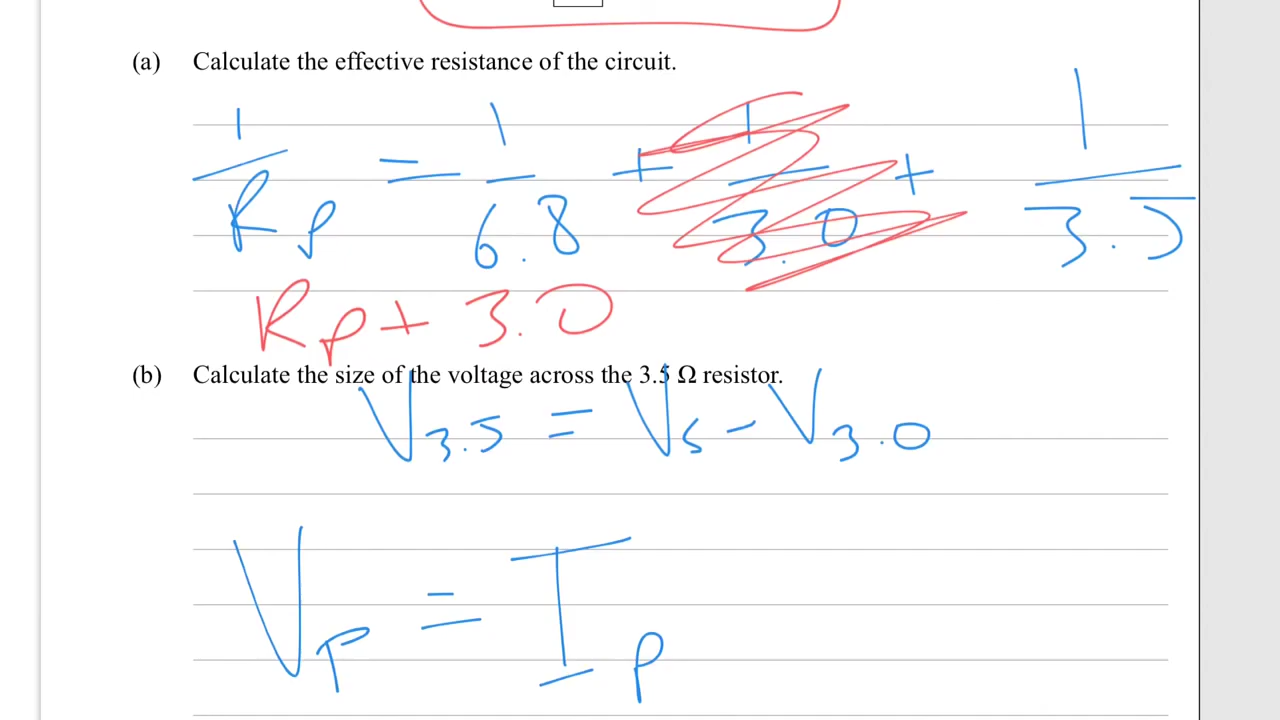 (a) Calculate the effective resistance of the circuit.
1/Rp = 1/6.8 + 1/3.0 + 1/3.5
Rp + 3.0
(b) Calculate the size of the voltage across the 3.5 Ω resistor.
V3.5 = Vs - V3.0
Vp = Ip